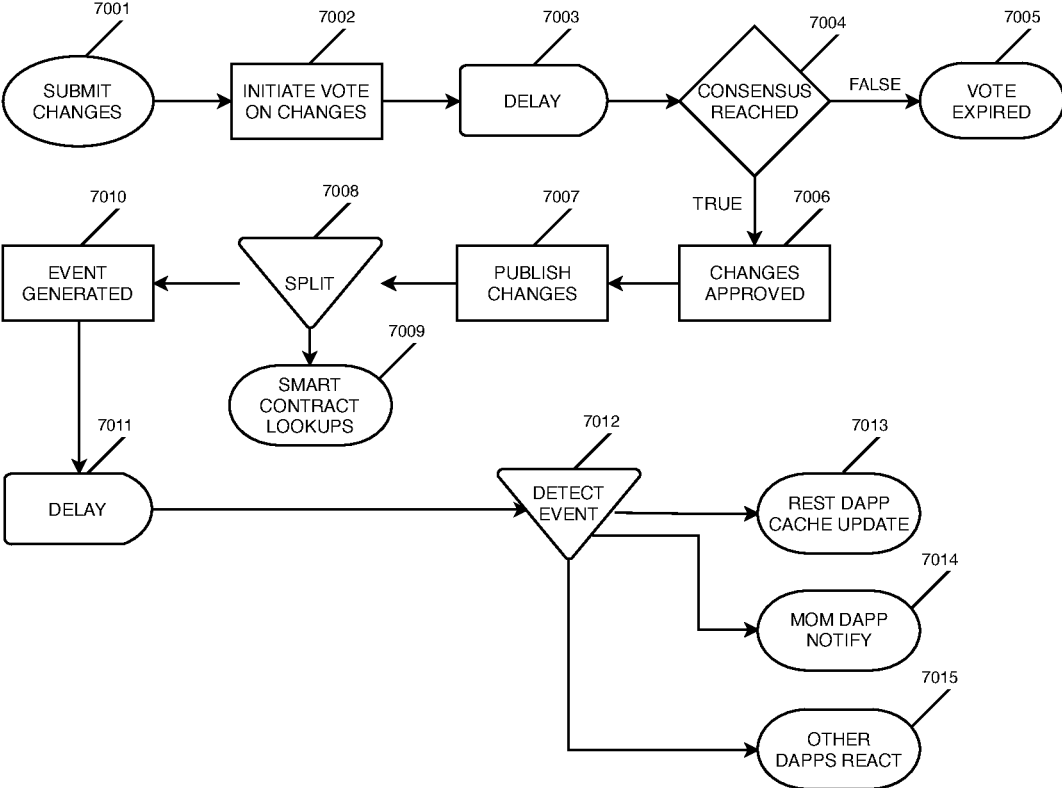 7001
7002
7003
7004
7005
SUBMIT
CHANGES
INITIATE VOTE
ON CHANGES
DELAY
CONSENSUS
REACHED
FALSE
VOTE
EXPIRED
TRUE
7010
7008
7007
7006
EVENT
GENERATED
SPLIT
PUBLISH
CHANGES
CHANGES
APPROVED
7009
SMART
CONTRACT
LOOKUPS
7011
7012
7013
DELAY
DETECT
EVENT
REST DAPP
CACHE UPDATE
7014
MOM DAPP
NOTIFY
7015
OTHER
DAPPS REACT